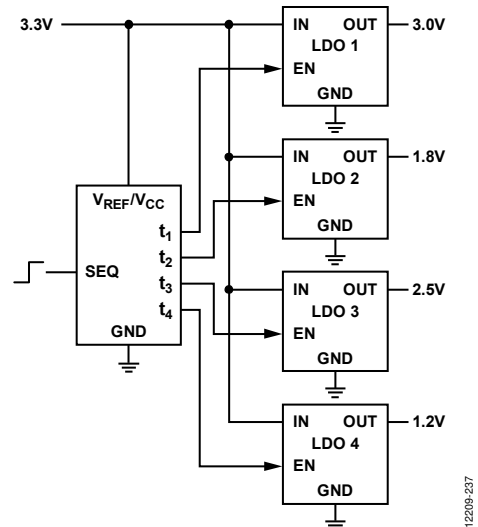 3.3V
IN OUT 3.0V
LDO 1
EN
GND
IN OUT 1.8V
LDO 2
EN
GND
VREF/VCC
t1
t2
t3
t4
SEQ
GND
IN OUT 2.5V
LDO 3
EN
GND
IN OUT 1.2V
LDO 4
EN
GND
12209-237